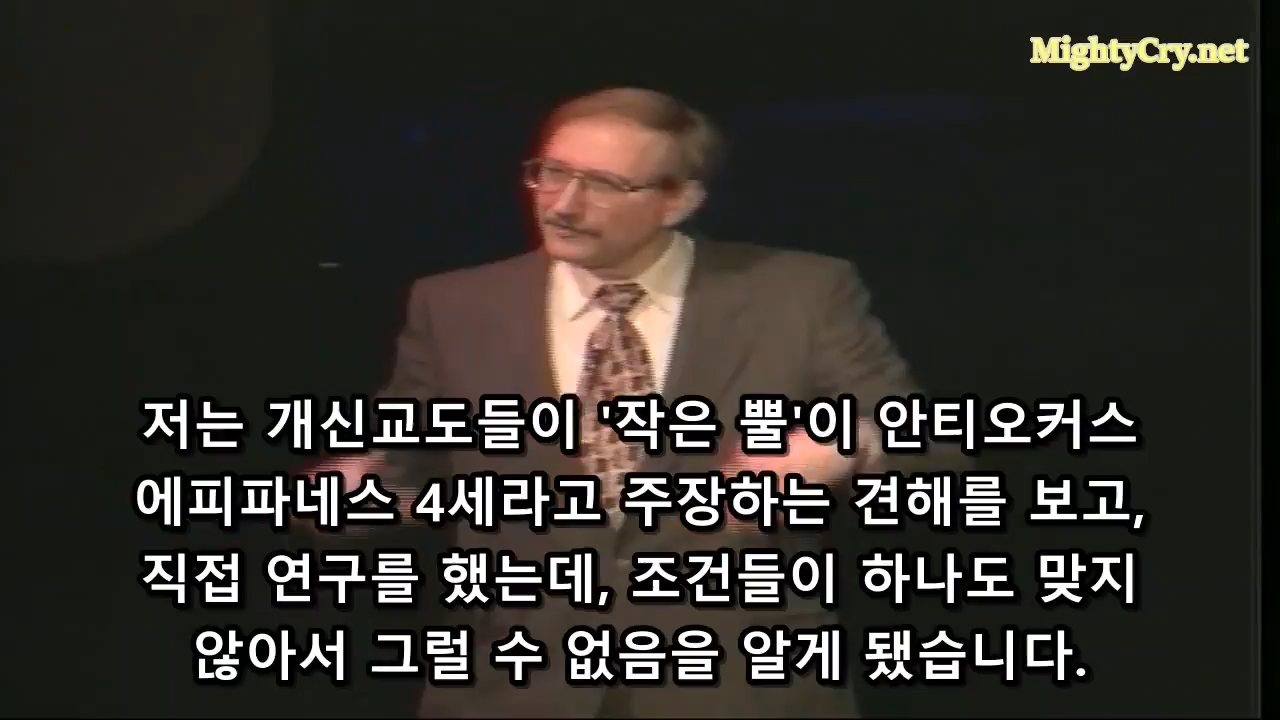 MightyCry.net
저는 개신교도들이 '작은 뿔'이 안티오커스
에피파네스 4세라고 주장하는 견해를 보고,
직접 연구를 했는데, 조건들이 하나도 맞지
않아서 그럴 수 없음을 알게 됐습니다.